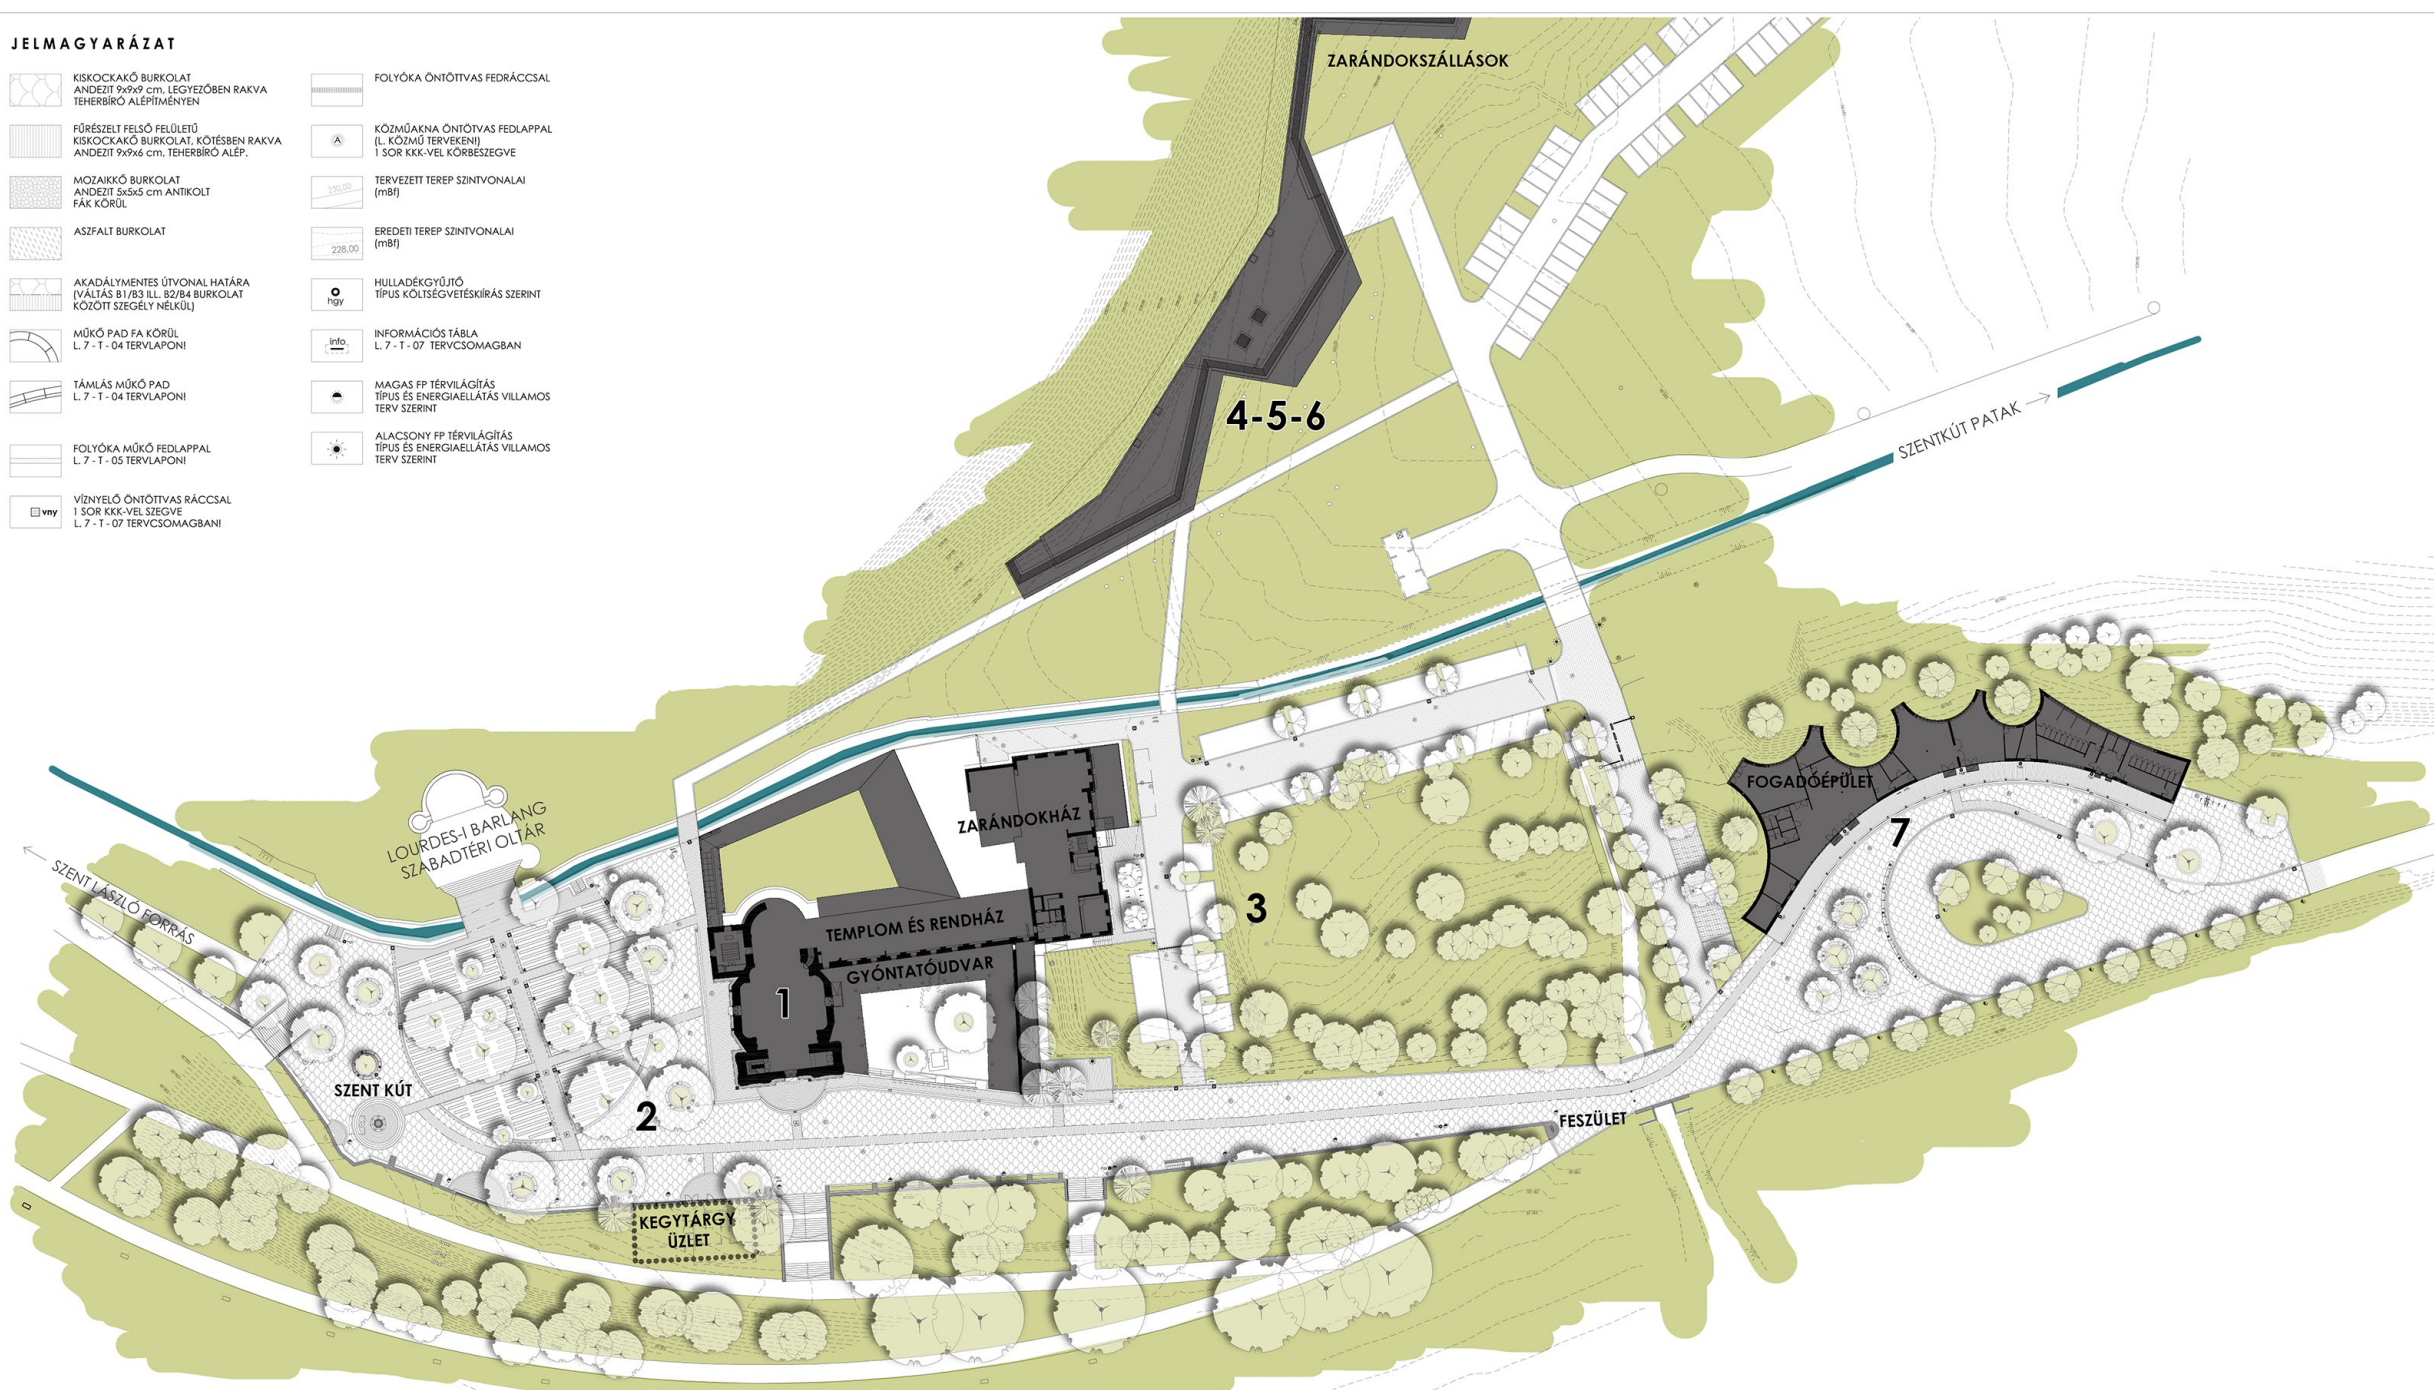 JELMAGYARÁZAT
KISKOCKAKŐ BURKOLAT
ANDEZIT 9x9x9 cm, LEGYEZŐBEN RAKVA
TEHERBÍRÓ ALÉPÍTMÉNYEN
FŰRÉSZELT FELSŐ FELÜLETŰ
KISKOCKAKŐ BURKOLAT, KÖTÉSBEN RAKVA
ANDEZIT 9x9x6 cm, TEHERBÍRÓ ALÉP.
MOZAIKKŐ BURKOLAT
ANDEZIT 5x5x5 cm ANTIKOLT
FÁK KÖRÜL
ASZFALT BURKOLAT
AKADÁLYMENTES ÚTVONAL HATÁRA
(VÁLTÁS B1/B3 ILL. B2/B4 BURKOLAT
KÖZÖTT SZEGÉLY NÉLKÜL)
MŰKŐ PAD FA KÖRÜL
L. 7 - T - 04 TERVLAPON!
TÁMLÁS MŰKŐ PAD
L. 7 - T - 04 TERVLAPON!
FOLYÓKA MŰKŐ FEDLAPPAL
L. 7 - T - 05 TERVLAPON!
vny
VÍZNYELŐ ÖNTÖTTVAS RÁCCSAL
1 SOR KKK-VEL SZEGVE
L. 7 - T - 07 TERVCSOMAGBAN!
FOLYÓKA ÖNTÖTTVAS FEDRÁCCSAL
A
KÖZMŰAKNA ÖNTÖTVAS FEDLAPPAL
(L. KÖZMŰ TERVEKEN!)
1 SOR KKK-VEL KÖRBESZEGVE
230,00
TERVEZETT TEREP SZINTVONALAI
(mBf)
228,00
EREDETI TEREP SZINTVONALAI
(mBf)
hgy
HULLADÉKGYŰJTŐ
TÍPUS KÖLTSÉGVETÉSKIÍRÁS SZERINT
info
INFORMÁCIÓS TÁBLA
L. 7 - T - 07 TERVCSOMAGBAN
MAGAS FP TÉRVILÁGÍTÁS
TÍPUS ÉS ENERGIAELLÁTÁS VILLAMOS
TERV SZERINT
ALACSONY FP TÉRVILÁGÍTÁS
TÍPUS ÉS ENERGIAELLÁTÁS VILLAMOS
TERV SZERINT
ZARÁNDOKSZÁLLÁSOK
4-5-6
SZENTKÚT PATAK
LOURDES-I BARLANG
SZABADTÉRI OLTÁR
SZENT LÁSZLÓ FORRÁS
ZARÁNDOKHÁZ
FOGADÓÉPÜLET
7
TEMPLOM ÉS RENDHÁZ
GYÓNTATÓUDVAR
3
1
SZENT KÚT
2
FESZÜLET
KEGYTÁRGY
ÜZLET